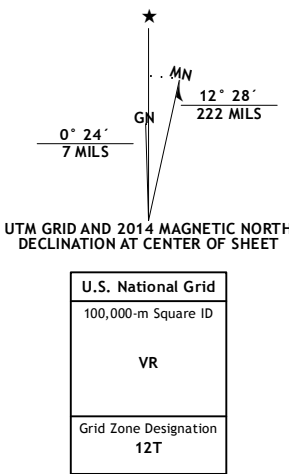 ★
MN
GN
0° 24´
7 MILS
12° 28´
222 MILS
UTM GRID AND 2014 MAGNETIC NORTH
DECLINATION AT CENTER OF SHEET
U.S. National Grid
100,000-m Square ID
VR
Grid Zone Designation
12T